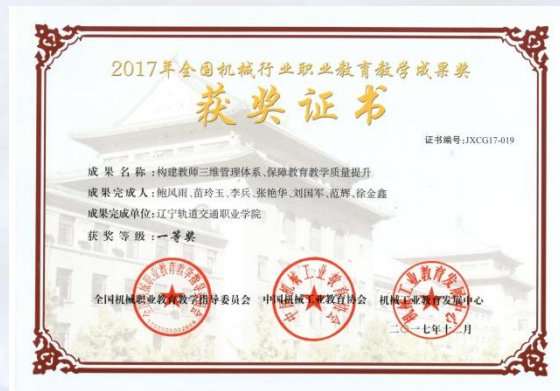 2017年全国机械行业职业教育教学成果奖
获奖证书
证书编号:JXCG17-019
成果名称:构建教师三维管理体系、保障教育教学质量提升
成果完成人:鲍风雨、苗玲玉、李兵、张艳华、刘国军、范辉、徐金鑫
成果完成单位:辽宁轨道交通职业学院
获奖等级:一等奖
全国机械职业教育教学指导委员会 中国机械工业教育协会 机械工业教育发展中心
二〇一七年十二月